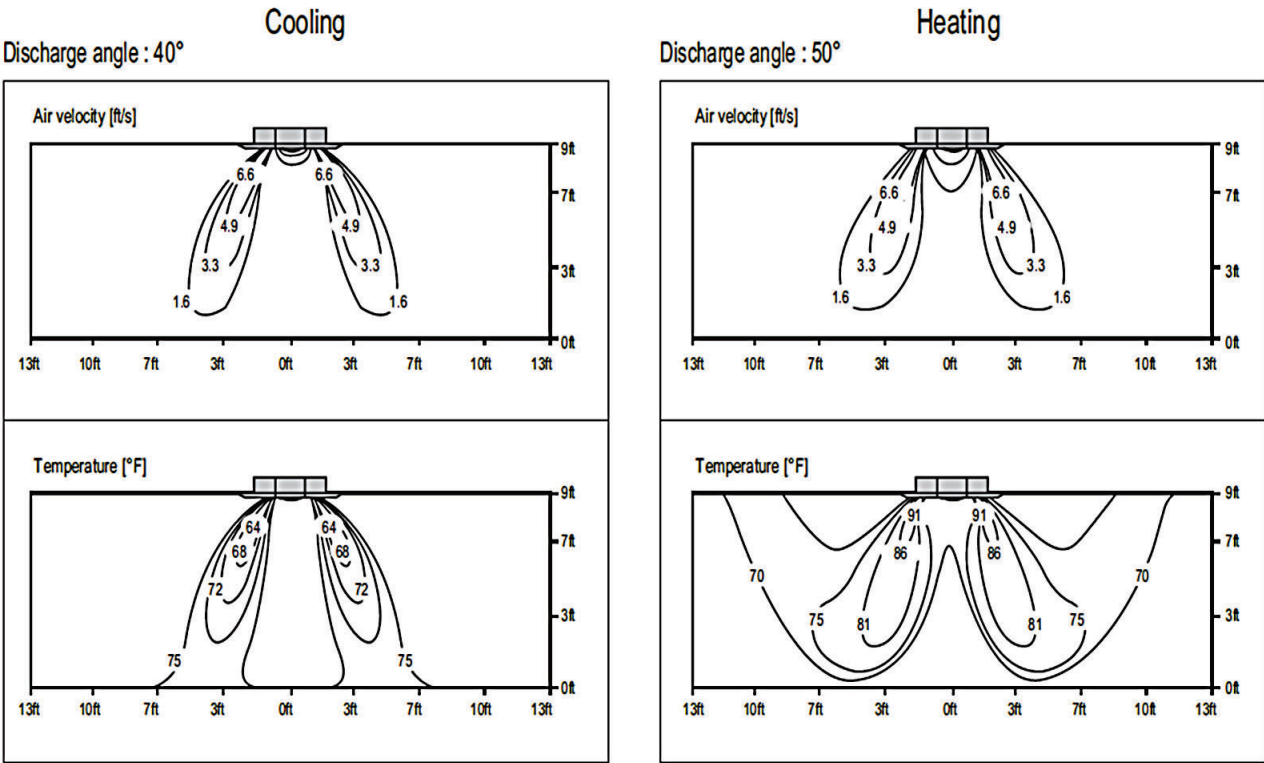 Cooling
Discharge angle : 40°
Air velocity [ft/s]
9ft
6.6 6.6
7ft
4.9 4.9
3.3 3.3
3ft
1.6 1.6
0ft
13ft 10ft 7ft 3ft 0ft 3ft 7ft 10ft 13ft
Temperature [°F]
9ft
64 64
7ft
68 68
72 72
3ft
75 75
0ft
13ft 10ft 7ft 3ft 0ft 3ft 7ft 10ft 13ft
Heating
Discharge angle : 50°
Air velocity [ft/s]
9ft
6.6 6.6
7ft
4.9 4.9
3.3 3.3
3ft
1.6 1.6
0ft
13ft 10ft 7ft 3ft 0ft 3ft 7ft 10ft 13ft
Temperature [°F]
9ft
91 91
7ft
86 86
70 70
75 75
3ft
81 81
0ft
13ft 10ft 7ft 3ft 0ft 3ft 7ft 10ft 13ft